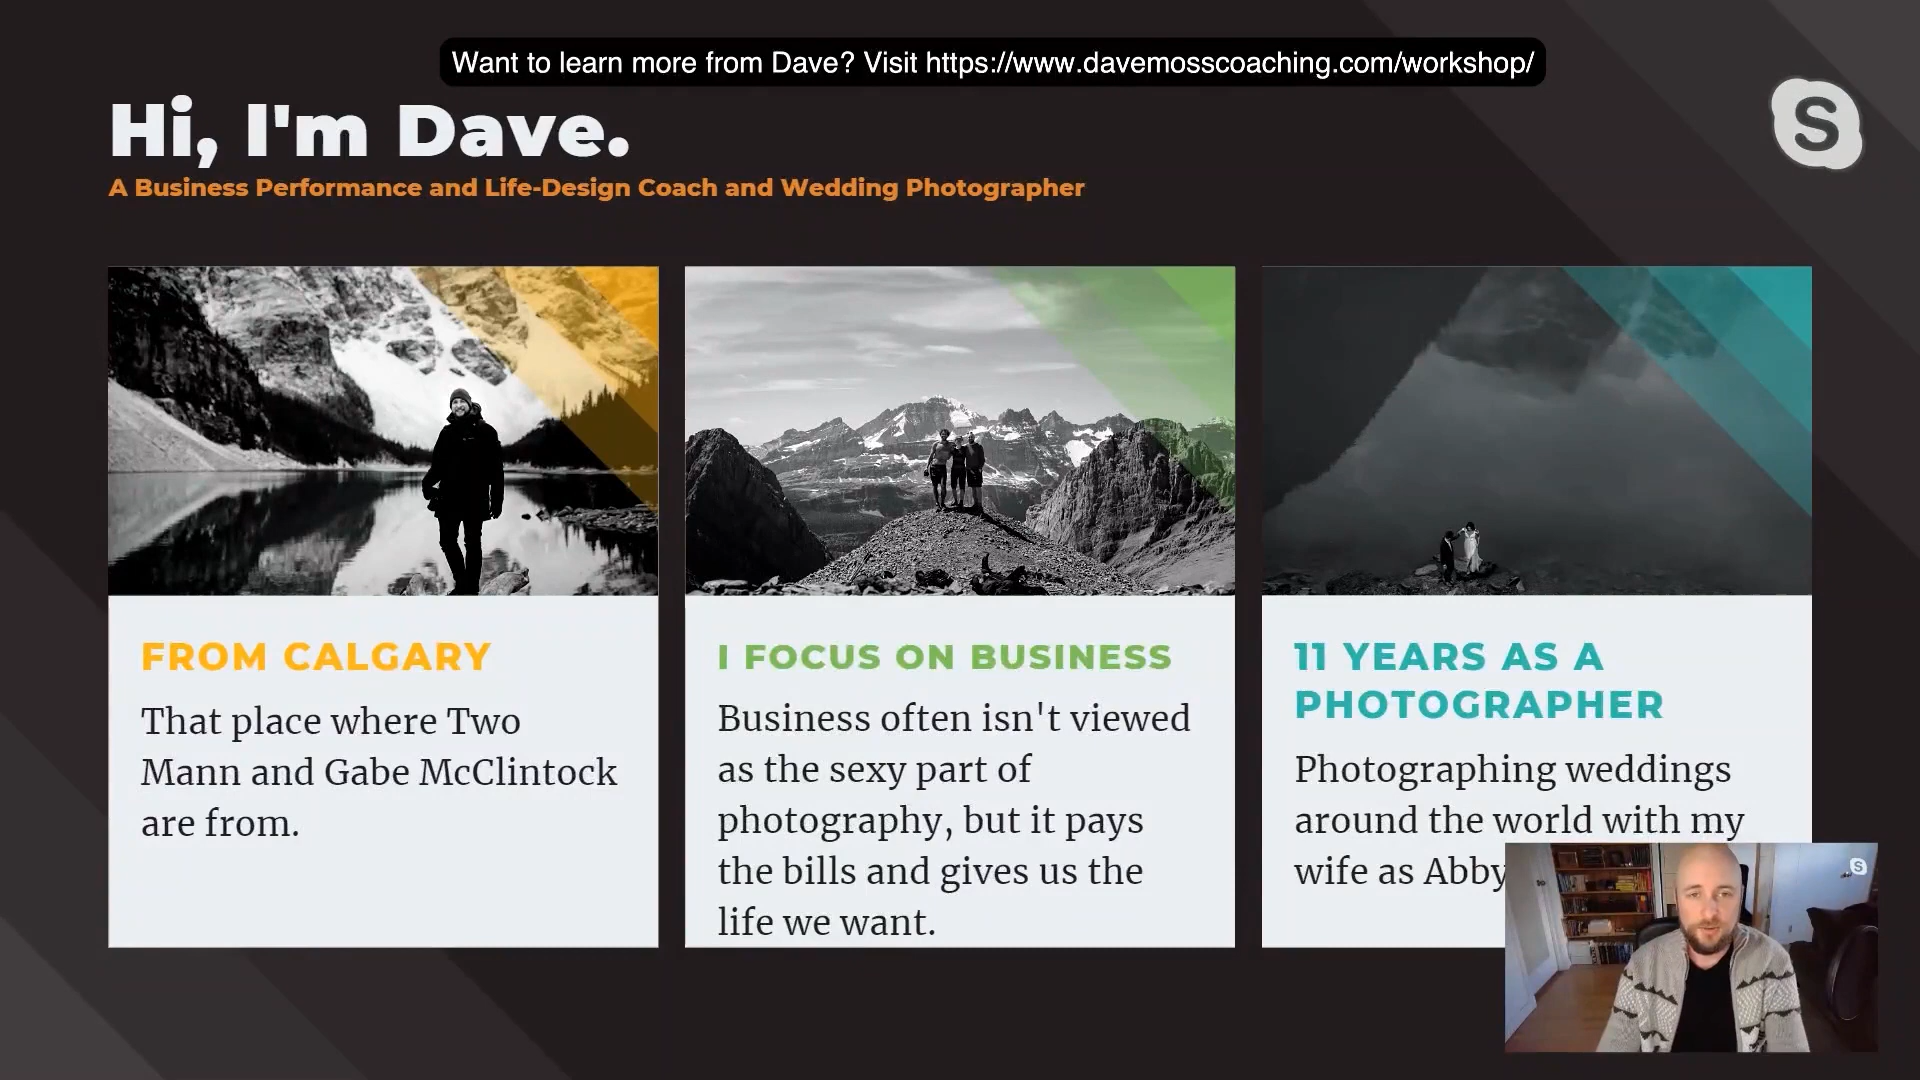 Want to learn more from Dave? Visit https://www.davemosscoaching.com/workshop/
Hi, I'm Dave.
A Business Performance and Life-Design Coach and Wedding Photographer
S
FROM CALGARY
That place where Two
Mann and Gabe McClintock
are from.
I FOCUS ON BUSINESS
Business often isn't viewed
as the sexy part of
photography, but it pays
the bills and gives us the
life we want.
11 YEARS AS A
PHOTOGRAPHER
Photographing weddings
around the world with my
wife as Abby
S